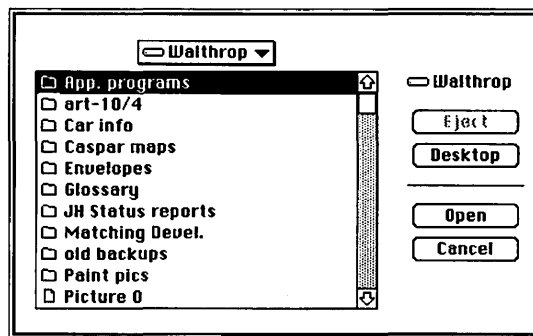 Walthrop
App. programs
art-10/4
Car info
Caspar maps
Envelopes
Glossary
JH Status reports
Matching Devel.
old backups
Paint pics
Picture 0
Walthrop
Eject
Desktop
Open
Cancel